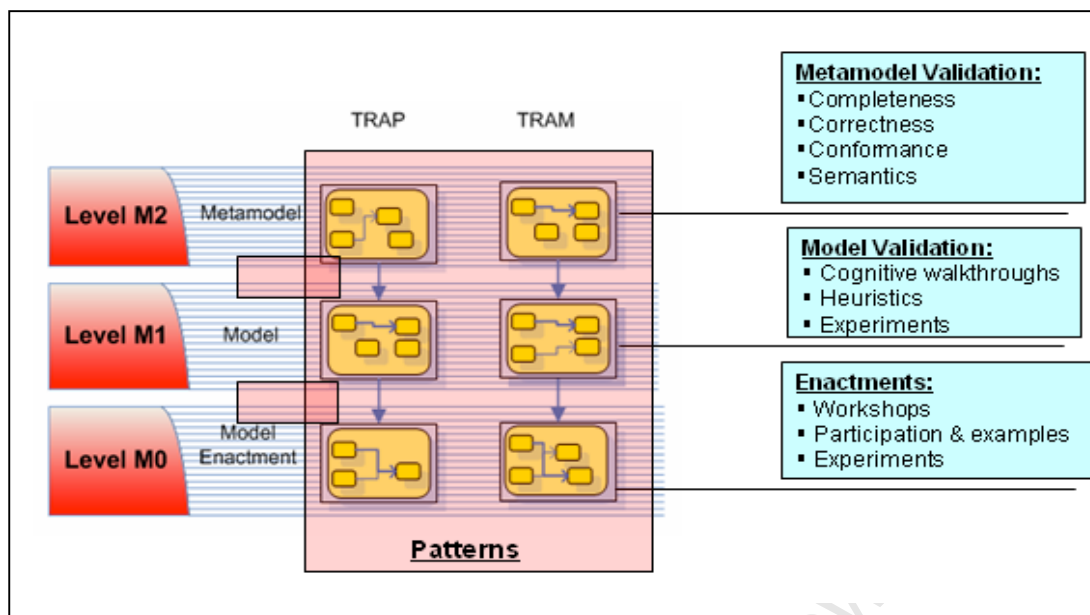 TRAP TRAM
Level M2 Metamodel
Level M1 Model
Level M0 Model
Enactment
Patterns
Metamodel Validation:
▪Completeness
▪Correctness
▪Conformance
▪Semantics
Model Validation:
▪ Cognitive walkthroughs
▪ Heuristics
▪ Experiments
Enactments:
▪ Workshops
▪ Participation & examples
▪ Experiments